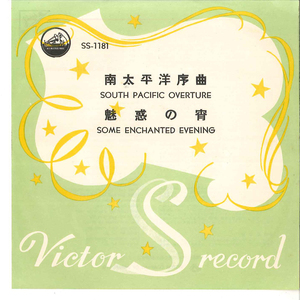 SS-1181
南太平洋序曲
SOUTH PACIFIC OVERTURE
魅惑の宵
SOME ENCHANTED EVENING
Victor S record